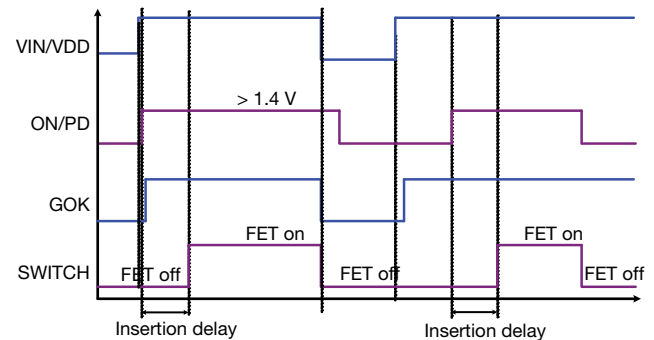 VIN/VDD
> 1.4 V
ON/PD
GOK
FET on
FET on
SWITCH
FET off
FET off
FET off
Insertion delay
Insertion delay